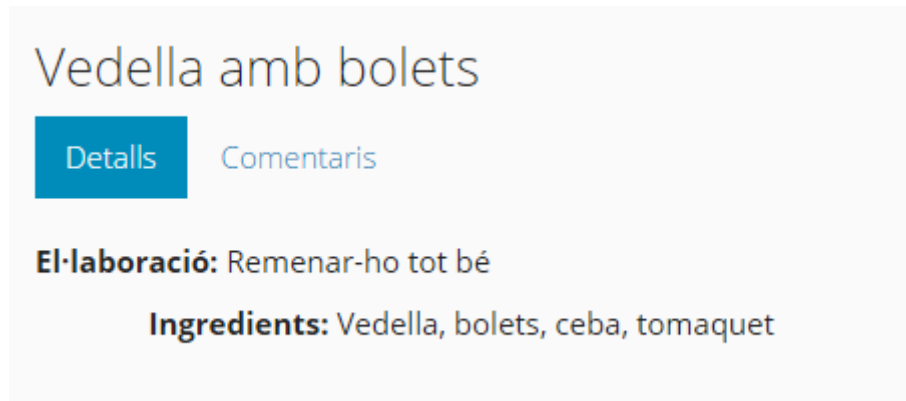 Vedella amb bolets
Detalls Comentaris
El·laboració: Remenar-ho tot bé
Ingredients: Vedella, bolets, ceba, tomaquet